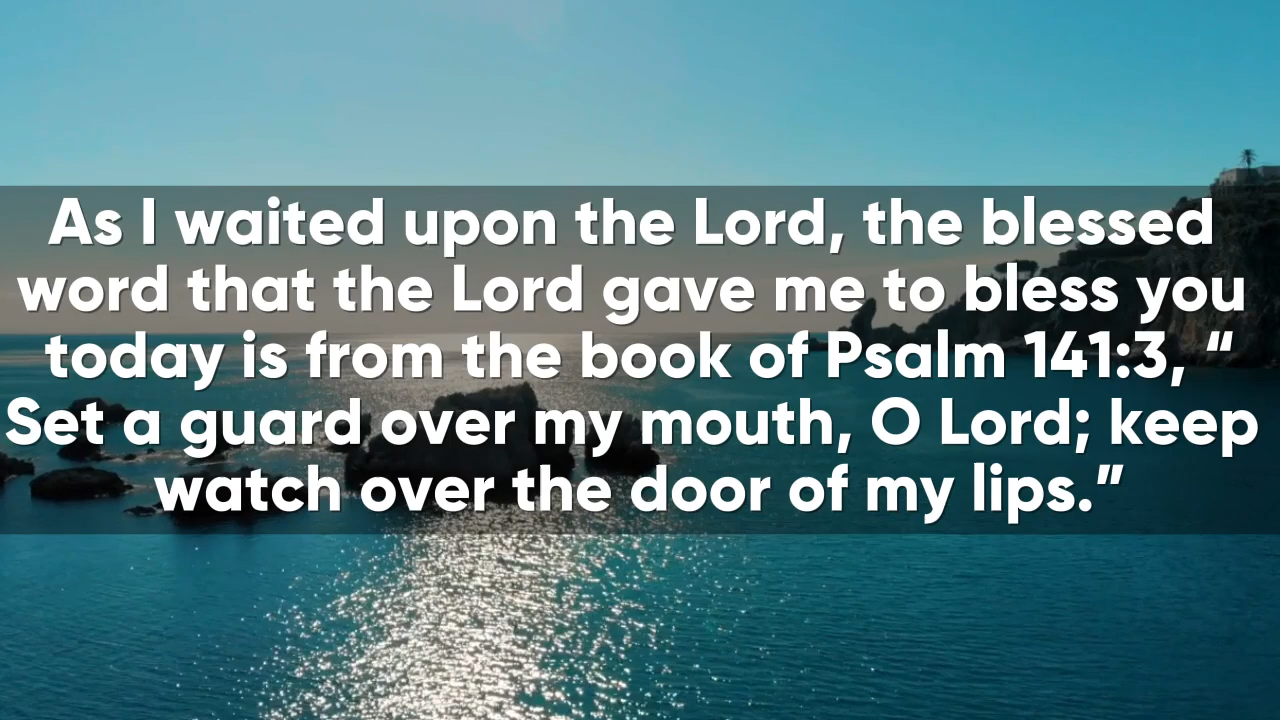 As I waited upon the Lord, the blessed
word that the Lord gave me to bless you
today is from the book of Psalm 141:3, “
Set a guard over my mouth, O Lord; keep
watch over the door of my lips.”